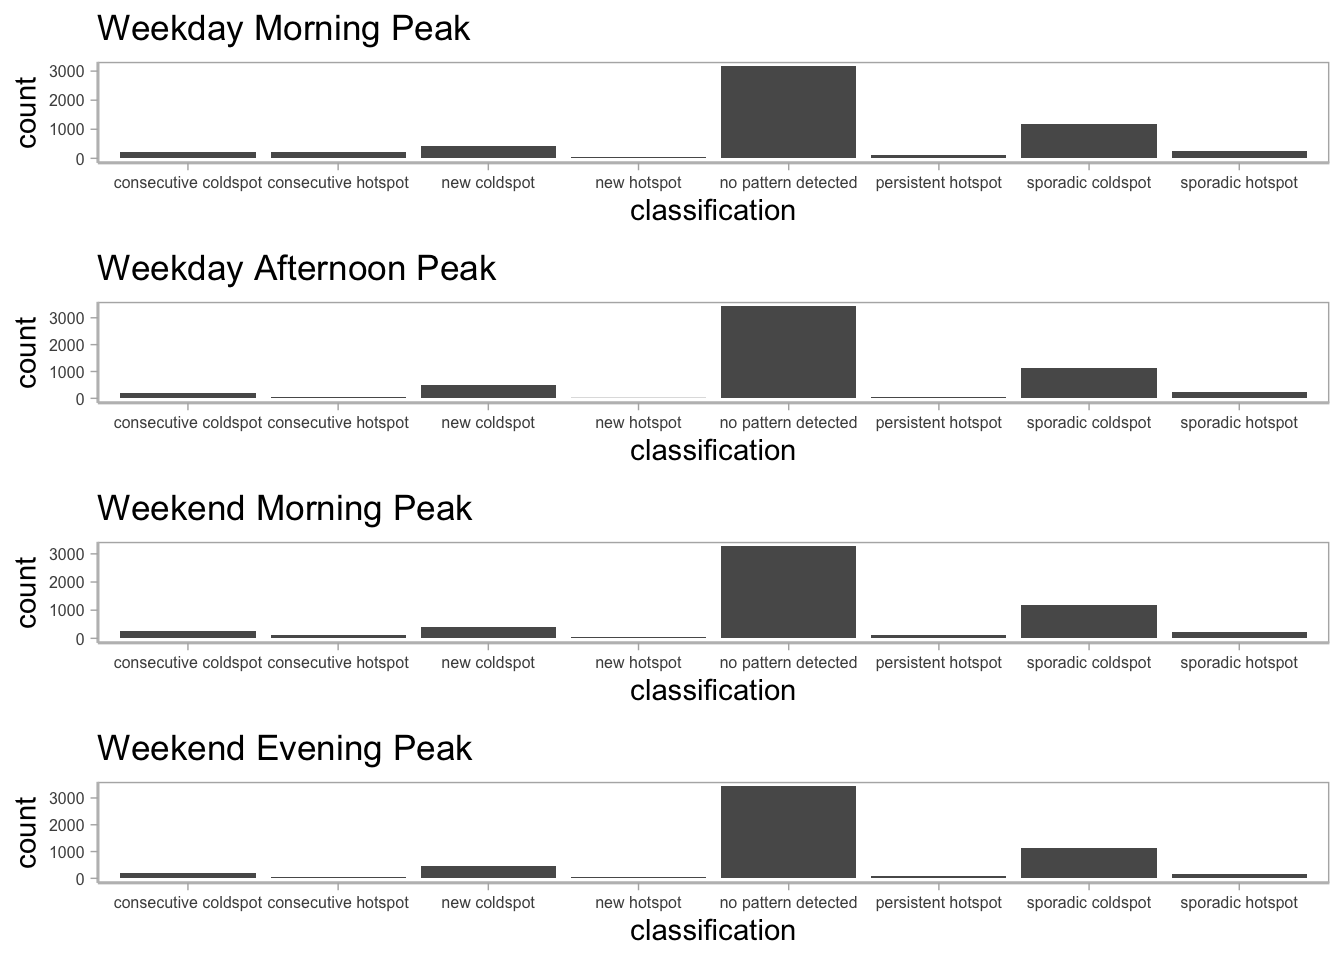 Weekday Morning Peak
count
3000
2000
1000
0
consecutive coldspot consecutive hotspot new coldspot new hotspot no pattern detected persistent hotspot sporadic coldspot sporadic hotspot
classification
Weekday Afternoon Peak
count
3000
2000
1000
0
consecutive coldspot consecutive hotspot new coldspot new hotspot no pattern detected persistent hotspot sporadic coldspot sporadic hotspot
classification
Weekend Morning Peak
count
3000
2000
1000
0
consecutive coldspot consecutive hotspot new coldspot new hotspot no pattern detected persistent hotspot sporadic coldspot sporadic hotspot
classification
Weekend Evening Peak
count
3000
2000
1000
0
consecutive coldspot consecutive hotspot new coldspot new hotspot no pattern detected persistent hotspot sporadic coldspot sporadic hotspot
classification